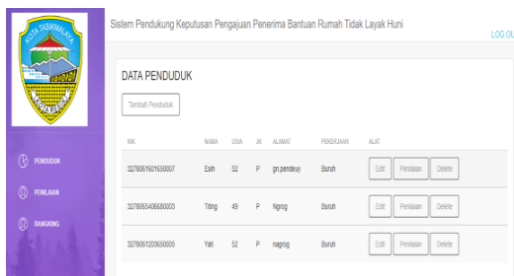 KOTA TASIKMALAYA
Sistem Pendukung Keputusan Pengajuan Penerima Bantuan Rumah Tidak Layak Huni
LOG OU
DATA PENDUDUK
Tambah Penduduk
NIK NAMA USIA JK ALAMAT PEKERJAAN ALAT
3278061601650007 Esih 52 P gn.pendeuy Buruh Edit Penilaian Delete
3278065406680003 Titing 49 P Ngrog Buruh Edit Penilaian Delete
3278061203650005 Yati 52 P nagrog Buruh Edit Penilaian Delete
PENDUDUK
PENILAIAN
RANGKING